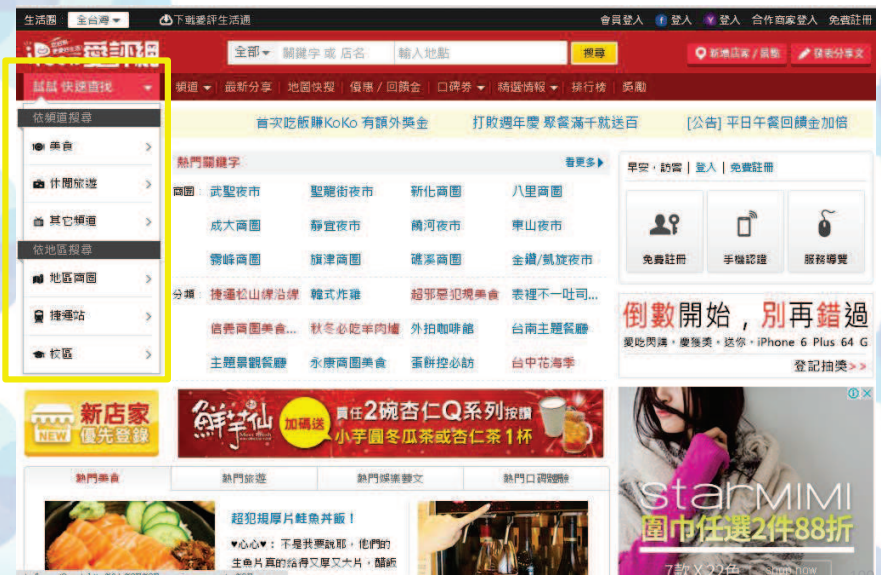 生活圈: 全台灣 下載愛評生活通 會員登入 登入 登入 合作商家登入 免費註冊
愛評網 全部 關鍵字 或 店名 輸入地點 搜尋 新增店家 / 景點 發表分享文
試試 快速查找 頻道 最新分享 地圖快搜 優惠 / 回饋金 口碑券 精選情報 排行榜 獎勵
依頻道搜尋
美食
休閒旅遊
其它頻道
依地區搜尋
地區商圈
捷運站
校區
首次吃飯賺KoKo 有額外獎金 打敗週年慶 聚餐滿千就送百 [公告] 平日午餐回饋金加倍
熱門關鍵字 看更多
商圈: 武聖夜市 聖龍街夜市 新化商圈 八里商圈
成大商圈 靜宜夜市 饒河夜市 東山夜市
霧峰商圈 旗津商圈 礁溪商圈 金鑽/凱旋夜市
分類: 捷運松山線沿線 韓式炸雞 超邪惡犯規美食 表裡不一吐司...
信義商圈美食... 秋冬必吃羊肉爐 外拍咖啡館 台南主題餐廳
主題景觀餐廳 永康商圈美食 蛋餅控必訪 台中花海季
早安,訪客 | 登入 | 免費註冊
免費註冊 手機認證 服務導覽
倒數開始,別再錯過
愛吃閃購。慶獲獎。送你。iPhone 6 Plus 64 G
登記抽獎>>
新店家
NEW 優先登錄
鮮芋仙 加碼送 買任2碗杏仁Q系列按讚
小芋圓冬瓜茶或杏仁茶1杯
熱門美食 熱門旅遊 熱門娛樂藝文 熱門口碑體驗
超犯規厚片鮭魚丼飯!
♥心心♥: 不是我要說耶,他們的
生魚片真的給得又厚又大片,醋飯
starMIMI
圍巾任選2件88折
7款X22色 shop now